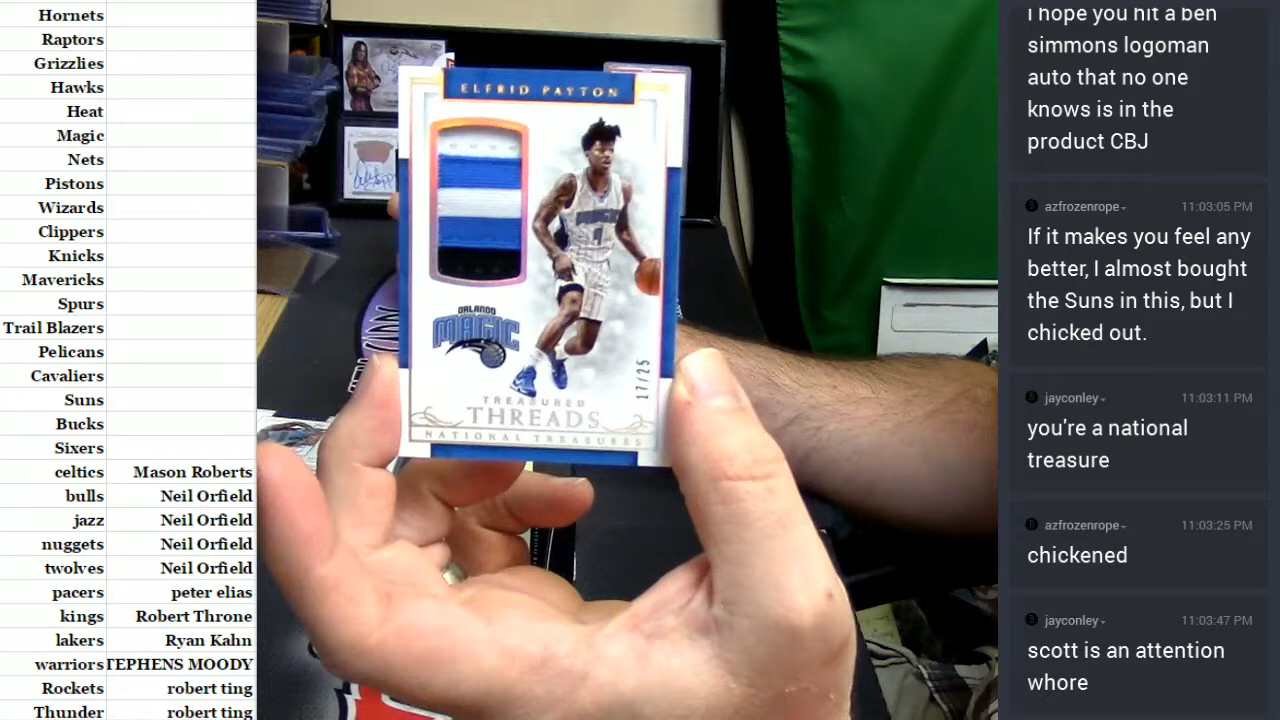 Hornets
Raptors
Grizzlies
Hawks
Heat
Magic
Nets
Pistons
Wizards
Clippers
Knicks
Mavericks
Spurs
Trail Blazers
Pelicans
Cavaliers
Suns
Bucks
Sixers
celtics Mason Roberts
bulls Neil Orfield
jazz Neil Orfield
nuggets Neil Orfield
twolves Neil Orfield
pacers peter elias
kings Robert Throne
lakers Ryan Kahn
warriors TEPHENS MOODY
Rockets robert ting
Thunder robert ting
ELFRID PAYTON
MAGIC
1
ORLANDO
MAGIC
17/25
TREASURED
THREADS
NATIONAL TREASURES
I hope you hit a ben
simmons logoman
auto that no one
knows is in the
product CBJ
azfrozenrope 11:03:05 PM
If it makes you feel any
better, I almost bought
the Suns in this, but I
chicked out.
jayconley 11:03:11 PM
you're a national
treasure
azfrozenrope 11:03:25 PM
chickened
jayconley 11:03:47 PM
scott is an attention
whore